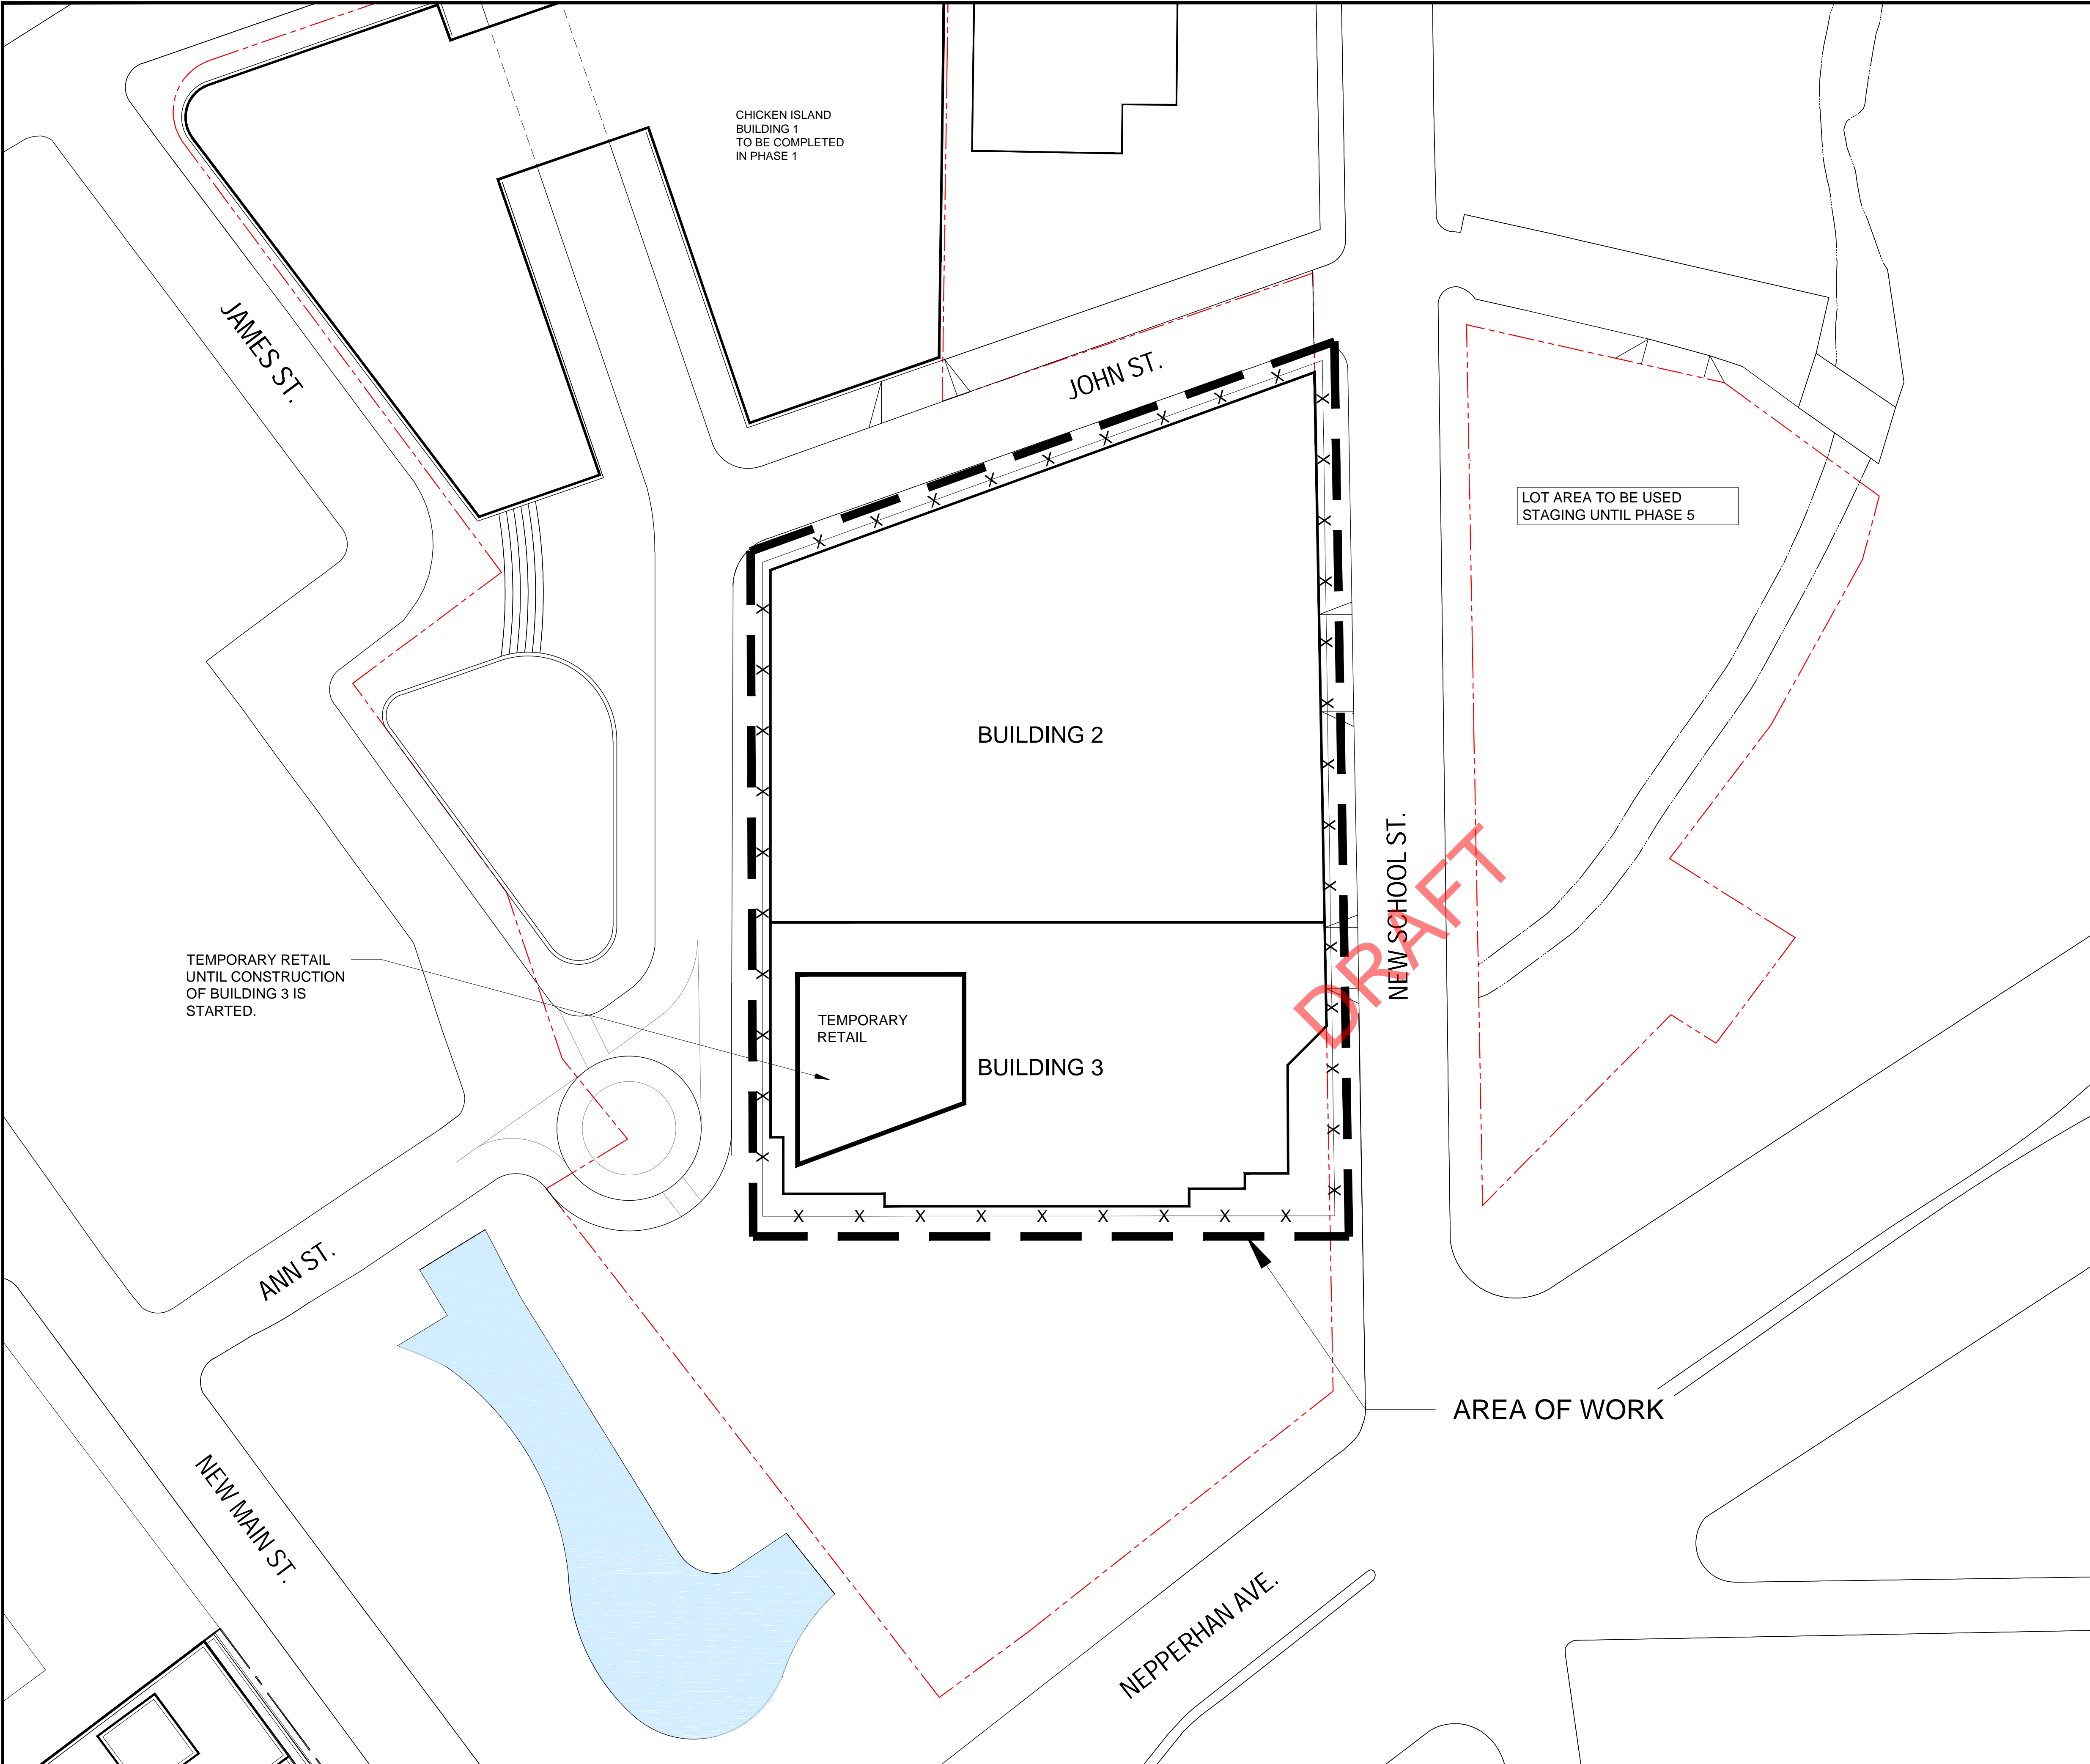 CHICKEN ISLAND
BUILDING 1
TO BE COMPLETED
IN PHASE 1
JAMES ST.
JOHN ST.
LOT AREA TO BE USED
STAGING UNTIL PHASE 5
BUILDING 2
NEW SCHOOL ST.
DRAFT
TEMPORARY RETAIL
UNTIL CONSTRUCTION
OF BUILDING 3 IS
STARTED.
TEMPORARY
RETAIL
BUILDING 3
ANN ST.
AREA OF WORK
NEW MAIN ST.
NEPPERHAN AVE.